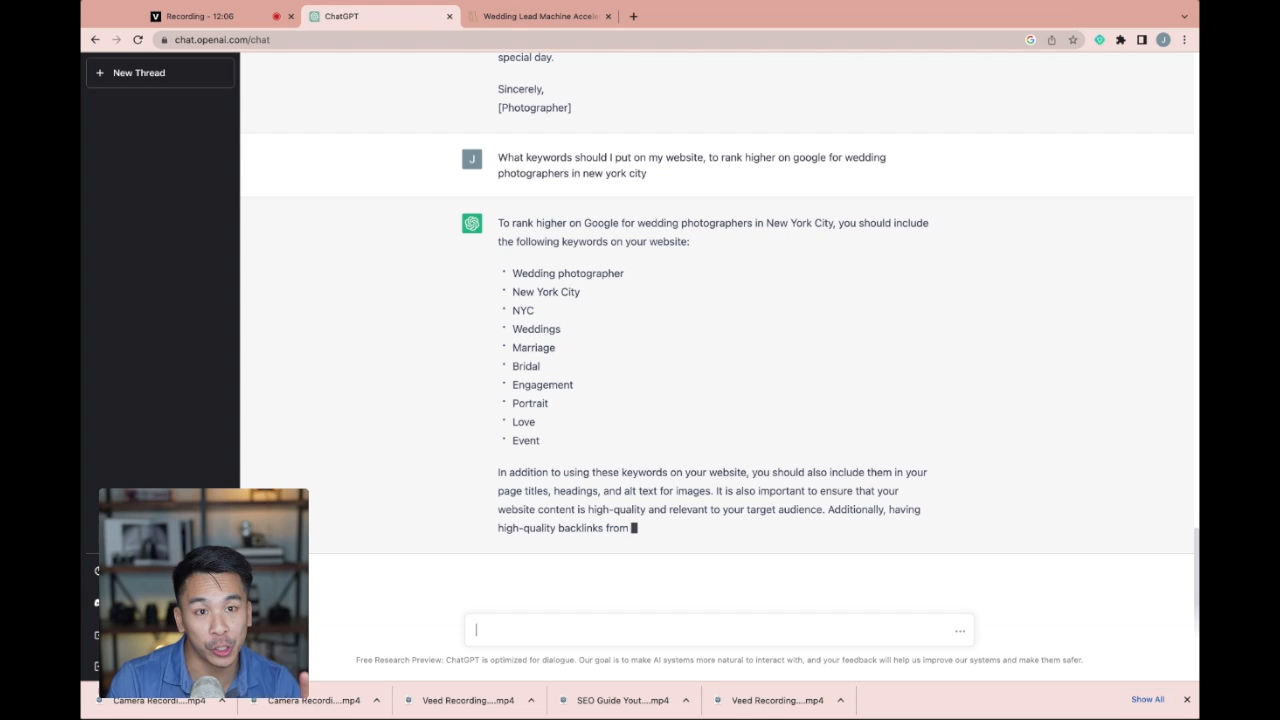 Recording - 12:06
ChatGPT
Wedding Lead Machine Accele
chat.openai.com/chat
J
New Thread
special day.
Sincerely,
[Photographer]
J
What keywords should I put on my website, to rank higher on google for wedding
photographers in new york city
To rank higher on Google for wedding photographers in New York City, you should include
the following keywords on your website:
Wedding photographer
New York City
NYC
Weddings
Marriage
Bridal
Engagement
Portrait
Love
Event
In addition to using these keywords on your website, you should also include them in your
page titles, headings, and alt text for images. It is also important to ensure that your
website content is high-quality and relevant to your target audience. Additionally, having
high-quality backlinks from
Free Research Preview: ChatGPT is optimized for dialogue. Our goal is to make AI systems more natural to interact with, and your feedback will help us improve our systems and make them safer.
Camera Recordi....mp4
Camera Recordi....mp4
Veed Recording....mp4
SEO Guide Yout....mp4
Veed Recording....mp4
Show All